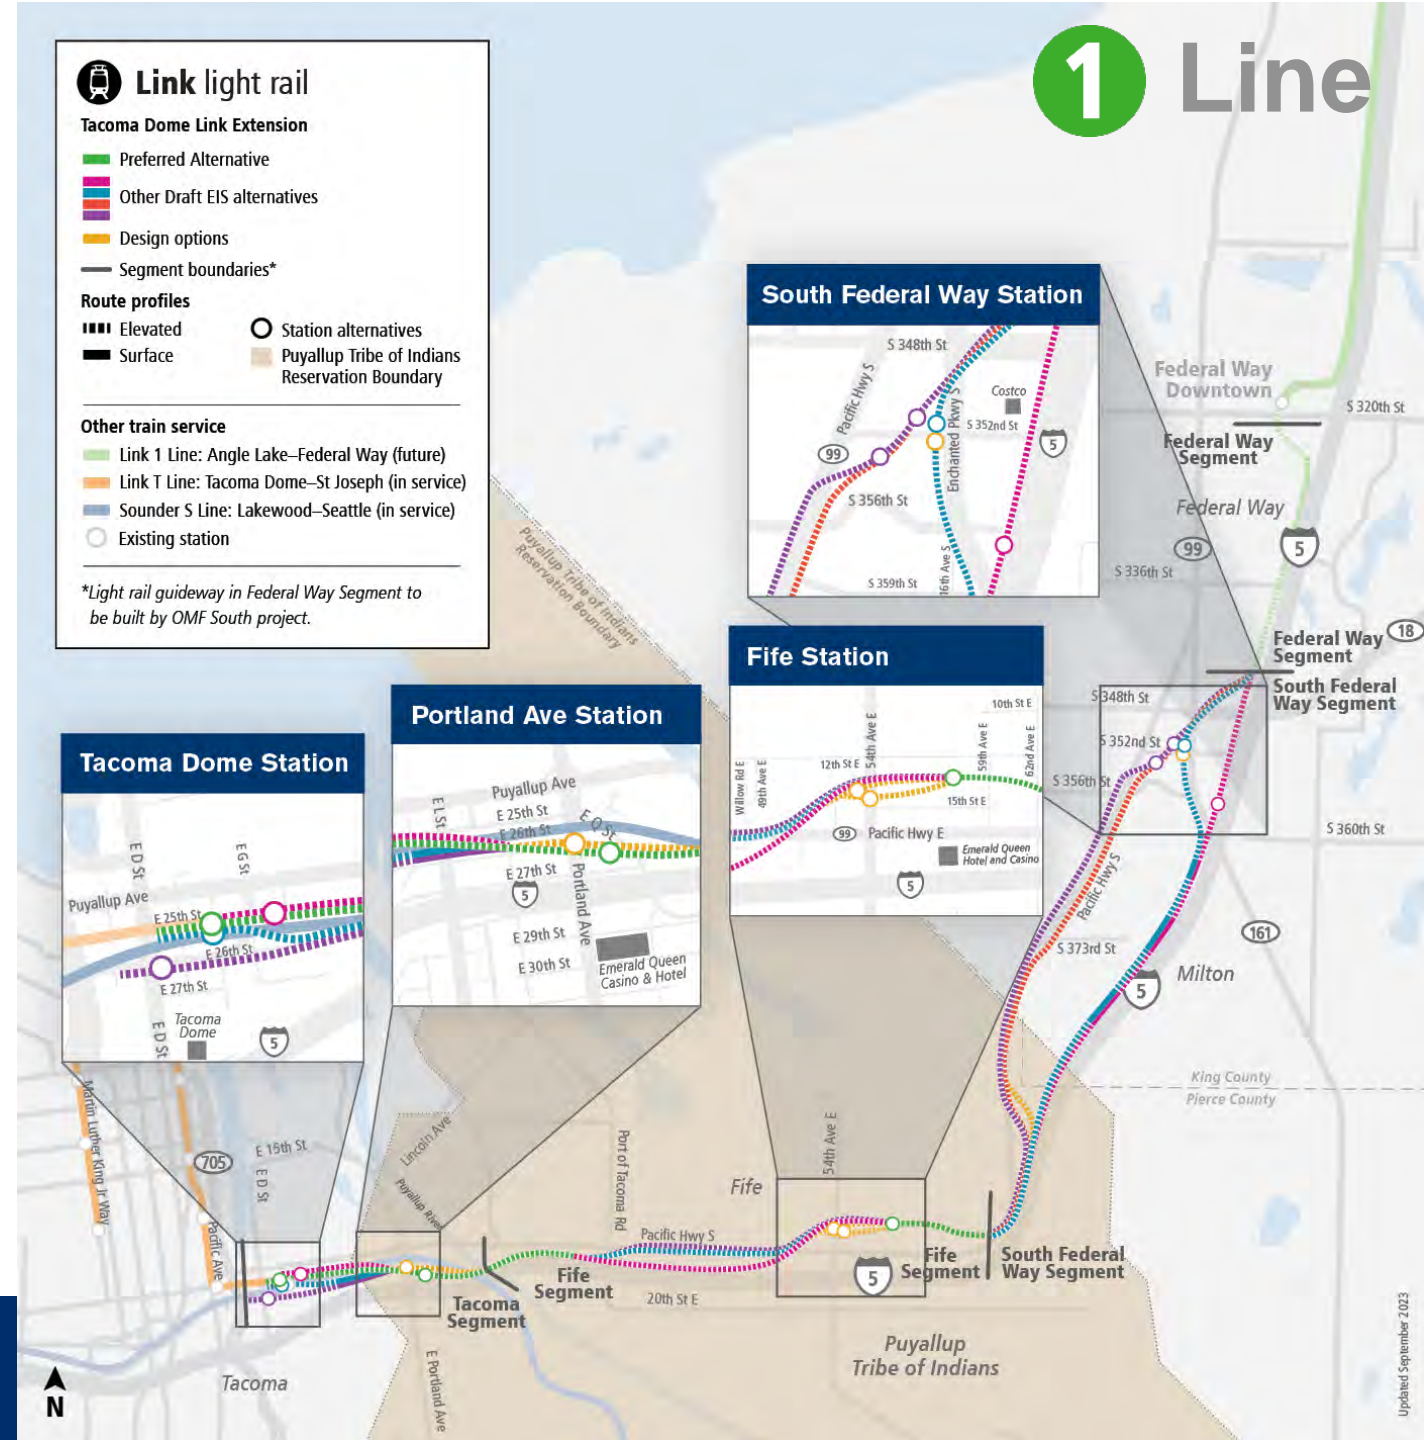 1 Line
Link light rail
Tacoma Dome Link Extension
Preferred Alternative
Other Draft EIS alternatives
Design options
Segment boundaries*
Route profiles
Elevated
Surface
Station alternatives
Puyallup Tribe of Indians
Reservation Boundary
Other train service
Link 1 Line: Angle Lake–Federal Way (future)
Link T Line: Tacoma Dome–St Joseph (in service)
Sounder S Line: Lakewood–Seattle (in service)
Existing station
*Light rail guideway in Federal Way Segment to
be built by OMF South project.
South Federal Way Station
S 348th St
Pacific Hwy S
Costco
Enchanted Pkwy S
S 352nd St
99
5
S 356th St
16th Ave S
S 359th St
Federal Way
Downtown
S 320th St
Federal Way
Segment
Federal Way
99
5
S 336th St
18
Federal Way
Segment
South Federal
Way Segment
S 348th St
S 352nd St
S 356th St
S 360th St
Pacific Hwy S
S 373rd St
161
Milton
5
King County
Pierce County
Puyallup Tribe of Indians
Reservation Boundary
Fife Station
10th St E
54th Ave E
59th Ave E
62nd Ave E
12th St E
Willow Rd E
49th Ave E
15th St E
99
Pacific Hwy E
Emerald Queen
Hotel and Casino
5
Portland Ave Station
Puyallup Ave
E L St
E 25th St
E 26th St
E Q St
E 27th St
5
Portland Ave
E 29th St
E 30th St
Emerald Queen
Casino & Hotel
Tacoma Dome Station
E D St
E G St
Puyallup Ave
E 25th St
E 26th St
E 27th St
E D St
Tacoma
Dome
5
Martin Luther King Jr Way
705
E 15th St
E D St
Pacific Ave
Lincoln Ave
Puyallup River
Port of Tacoma Rd
54th Ave E
Fife
Pacific Hwy S
5
Fife
Segment
South Federal
Way Segment
Fife
Segment
Tacoma
Segment
20th St E
Puyallup
Tribe of Indians
E Portland Ave
Tacoma
N
Updated September 2023